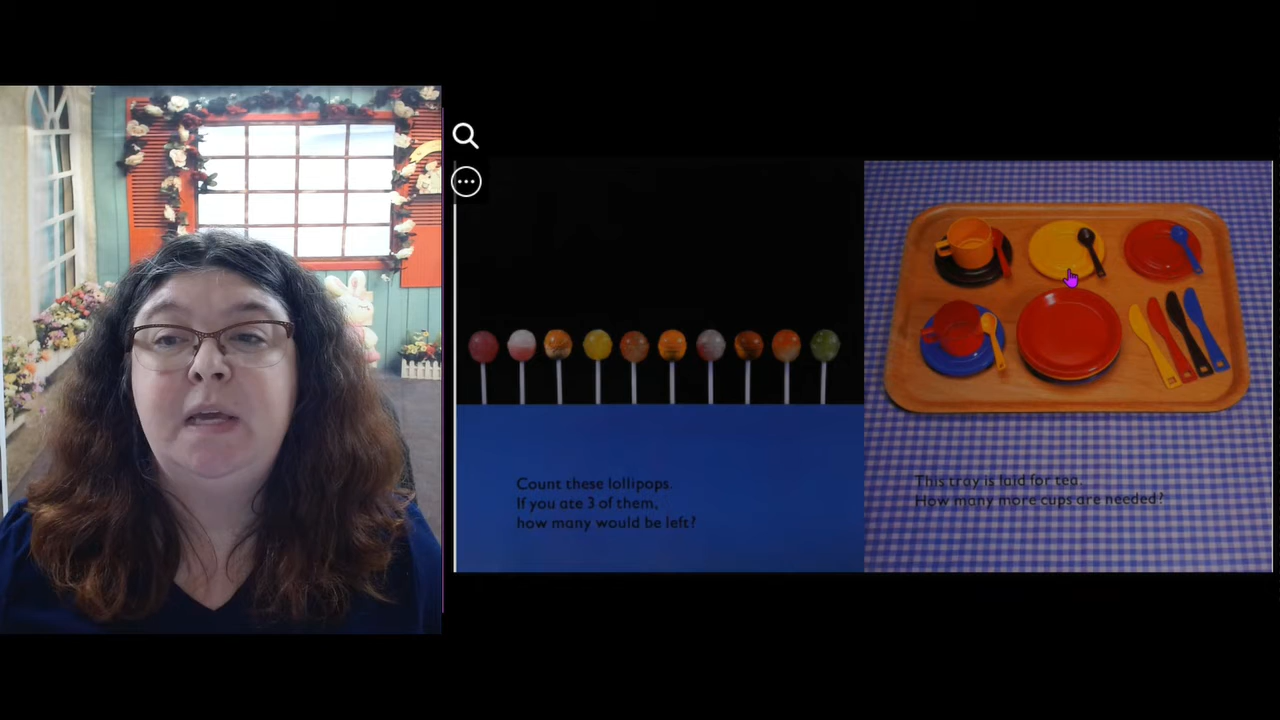 Count these lollipops.
If you ate 3 of them,
how many would be left?
This tray is laid for tea.
How many more cups are needed?